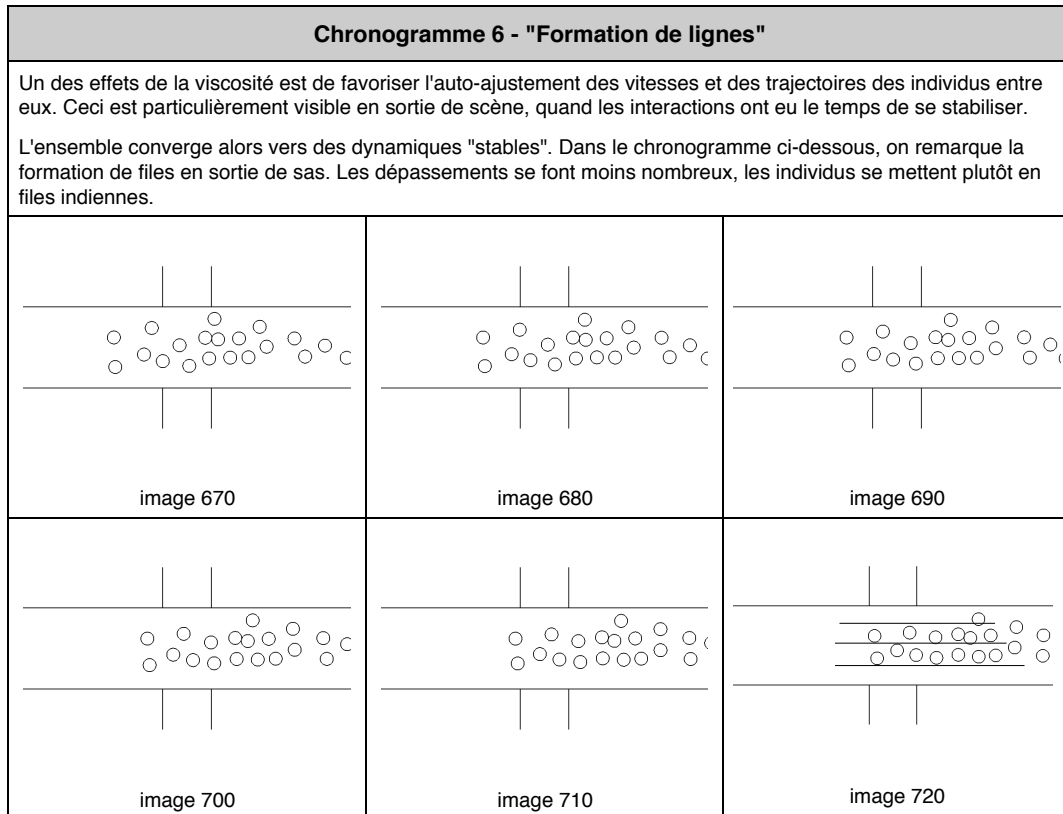 Chronogramme 6 - "Formation de lignes"
Un des effets de la viscosité est de favoriser l'auto-ajustement des vitesses et des trajectoires des individus entre
eux. Ceci est particulièrement visible en sortie de scène, quand les interactions ont eu le temps de se stabiliser.
L'ensemble converge alors vers des dynamiques "stables". Dans le chronogramme ci-dessous, on remarque la
formation de files en sortie de sas. Les dépassements se font moins nombreux, les individus se mettent plutôt en
files indiennes.
image 670
image 680
image 690
image 700
image 710
image 720